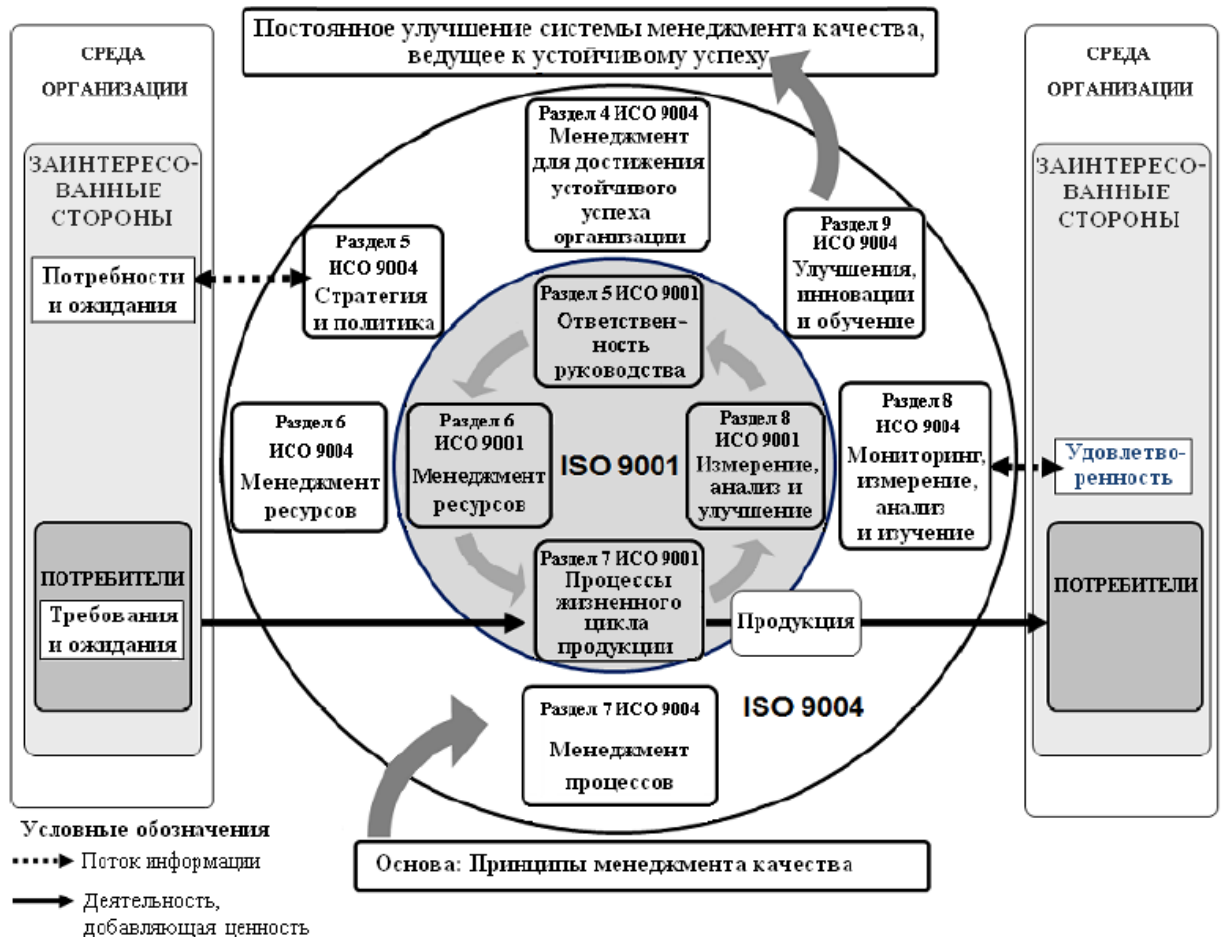 Постоянное улучшение системы менеджмента качества,
ведущее к устойчивому успеху
СРЕДА
ОРГАНИЗАЦИИ
ЗАИНТЕРЕСО-
ВАННЫЕ
СТОРОНЫ
Потребности
и ожидания
ПОТРЕБИТЕЛИ
Требования
и ожидания
Раздел 4 ИСО 9004
Менеджмент
для достижения
устойчивого
успеха
организации
Раздел 5
ИСО 9004
Стратегия
и политика
Раздел 9
ИСО 9004
Улучшения,
инновации
и обучение
Раздел 5 ИСО 9001
Ответствен-
ность
руководства
Раздел 6
ИСО 9004
Менеджмент
ресурсов
Раздел 6
ИСО 9001
Менеджмент
ресурсов
ISO 9001
Раздел 8
ИСО 9001
Измерение,
анализ и
улучшение
Раздел 8
ИСО 9004
Мониторинг,
измерение,
анализ
и изучение
Раздел 7 ИСО 9001
Процессы
жизненного
цикла
продукции
Продукция
Раздел 7 ИСО 9004
Менеджмент
процессов
ISO 9004
СРЕДА
ОРГАНИЗАЦИИ
ЗАИНТЕРЕСО-
ВАННЫЕ
СТОРОНЫ
Удовлетво-
ренность
ПОТРЕБИТЕЛИ
Основа: Принципы менеджмента качества
Условные обозначения
Поток информации
Деятельность,
добавляющая ценность